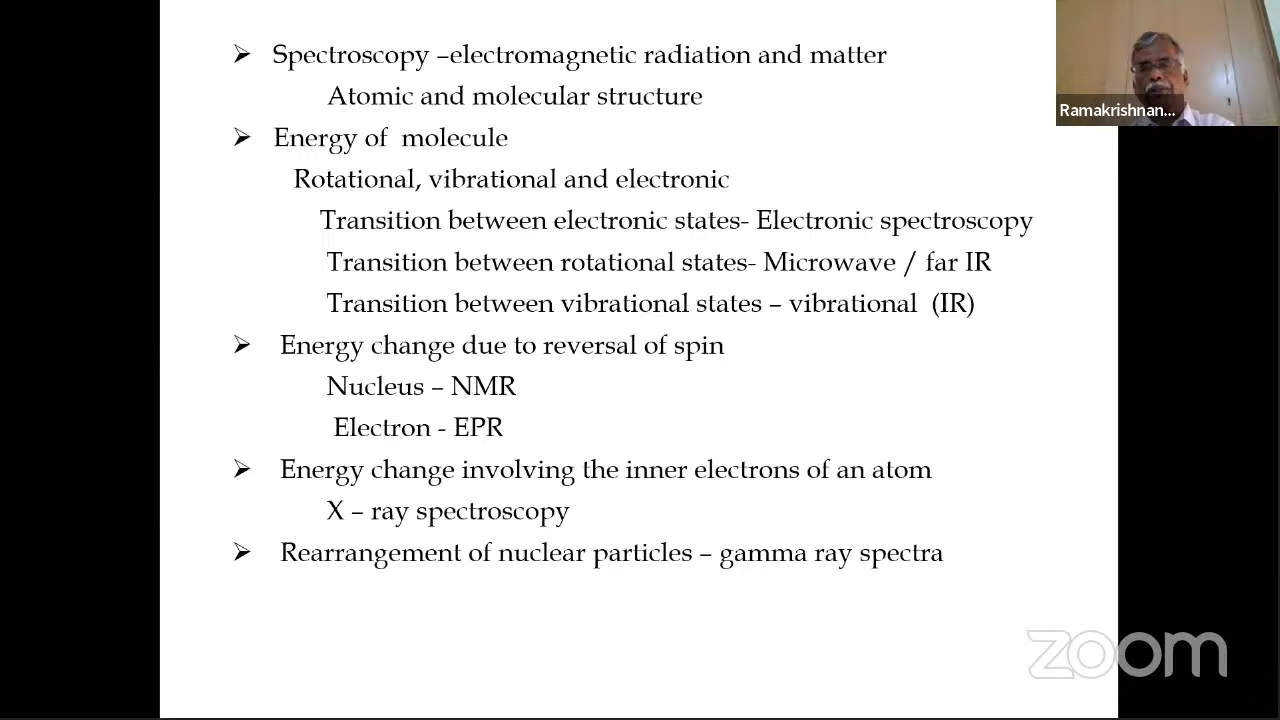 ➢ Spectroscopy –electromagnetic radiation and matter
Atomic and molecular structure
➢ Energy of molecule
Rotational, vibrational and electronic
Transition between electronic states- Electronic spectroscopy
Transition between rotational states- Microwave / far IR
Transition between vibrational states – vibrational (IR)
➢ Energy change due to reversal of spin
Nucleus – NMR
Electron - EPR
➢ Energy change involving the inner electrons of an atom
X – ray spectroscopy
➢ Rearrangement of nuclear particles – gamma ray spectra
Ramakrishnan...
zoom